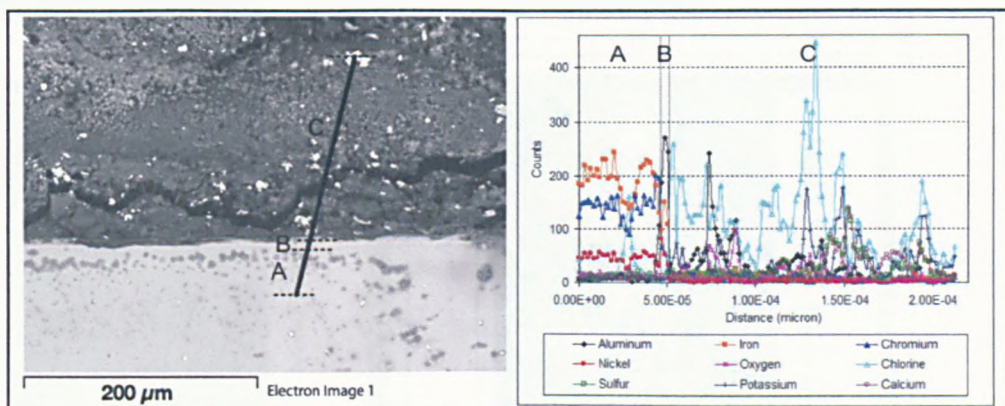 C
B
A
200 µm
Electron Image 1
A B C
400
300
200
100
0
Counts
0.00E+00 5.00E-05 1.00E-04 1.50E-04 2.00E-04
Distance (micron)
Aluminum Iron Chromium
Nickel Oxygen Chlorine
Sulfur Potassium Calcium